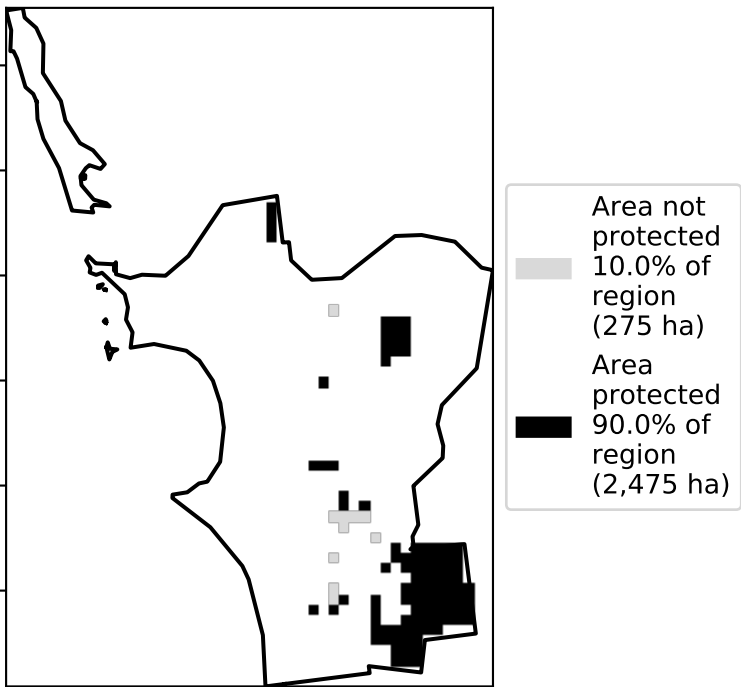 Area not
protected
10.0% of
region
(275 ha)
Area
protected
90.0% of
region
(2,475 ha)